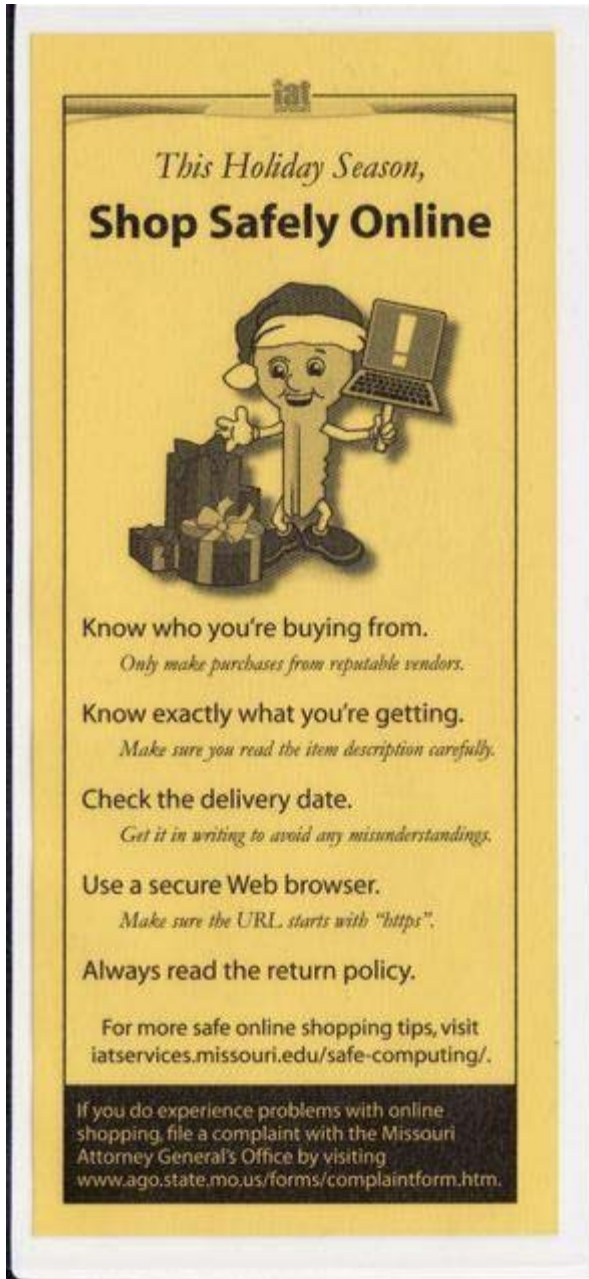 iat
This Holiday Season,
Shop Safely Online
!
Know who you're buying from.
Only make purchases from reputable vendors.
Know exactly what you're getting.
Make sure you read the item description carefully.
Check the delivery date.
Get it in writing to avoid any misunderstandings.
Use a secure Web browser.
Make sure the URL starts with "https".
Always read the return policy.
For more safe online shopping tips, visit
iatservices.missouri.edu/safe-computing/.
If you do experience problems with online
shopping, file a complaint with the Missouri
Attorney General's Office by visiting
www.ago.state.mo.us/forms/complaintform.htm.